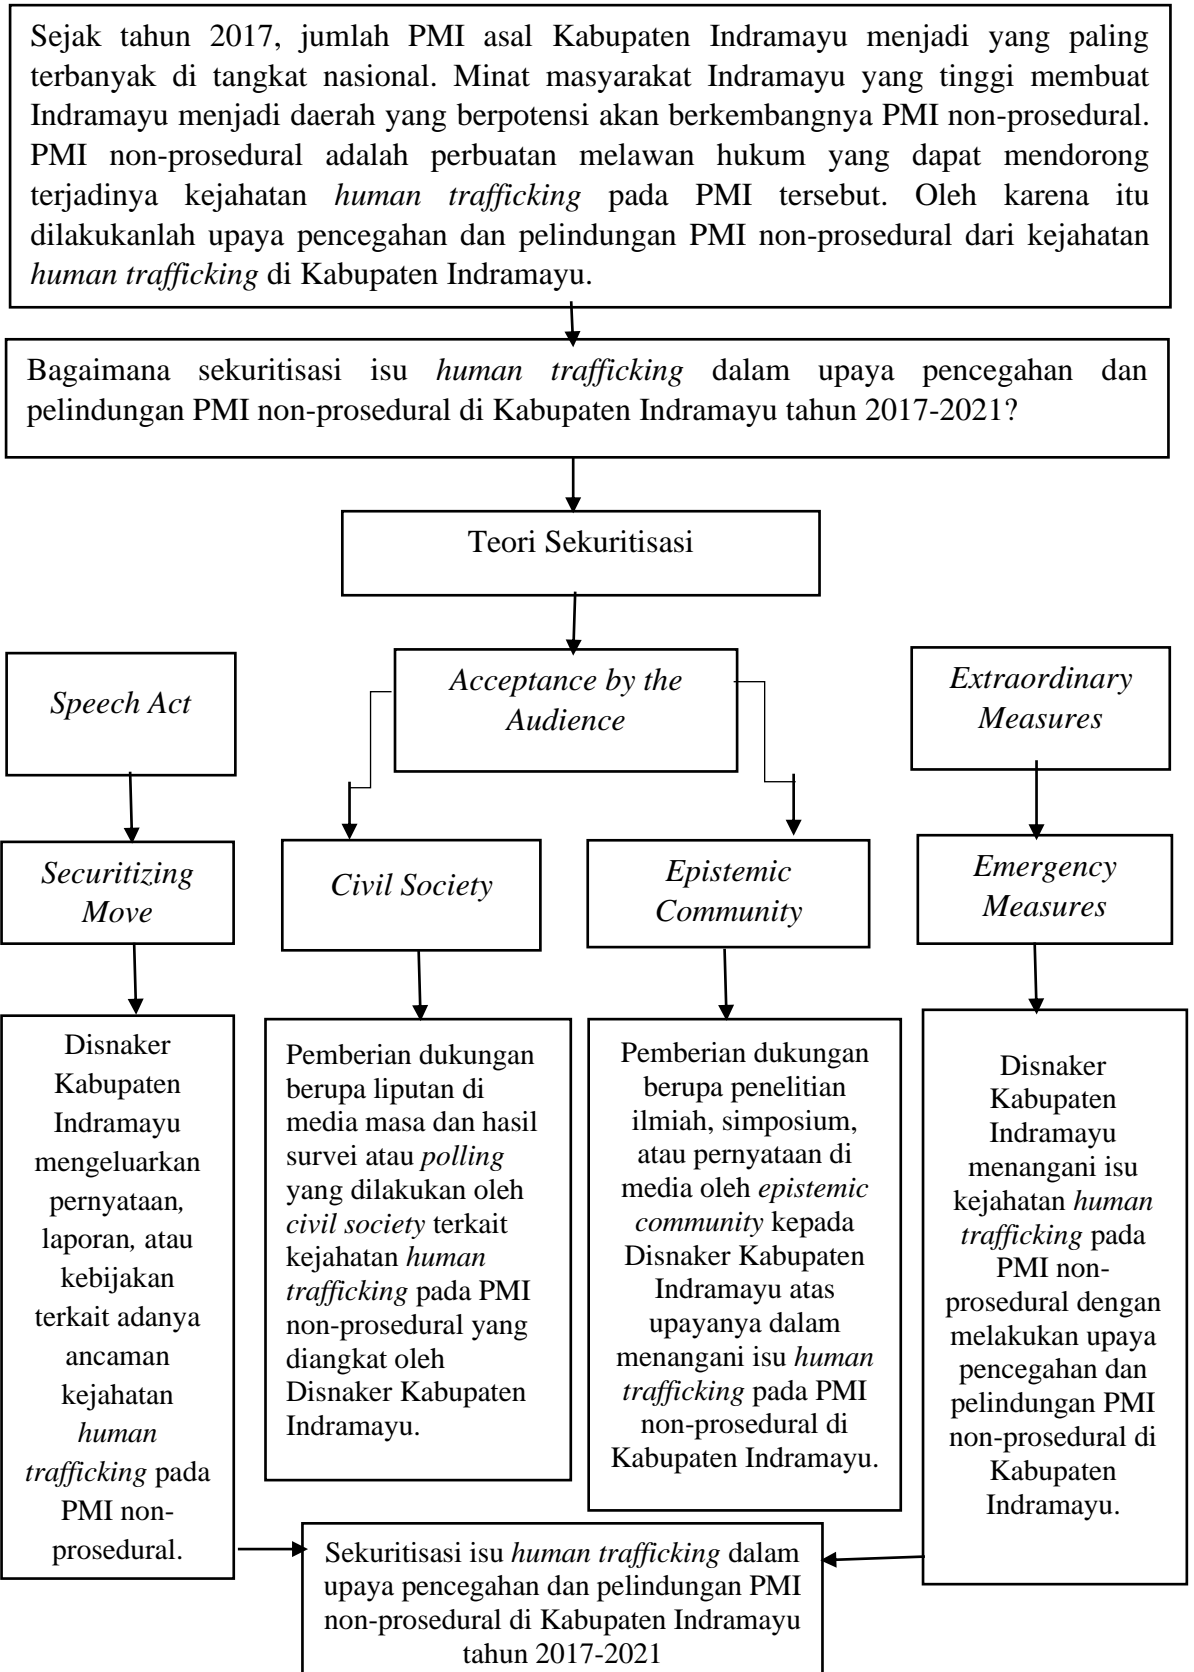 Sejak tahun 2017, jumlah PMI asal Kabupaten Indramayu menjadi yang paling
terbanyak di tangkat nasional. Minat masyarakat Indramayu yang tinggi membuat
Indramayu menjadi daerah yang berpotensi akan berkembangnya PMI non-prosedural.
PMI non-prosedural adalah perbuatan melawan hukum yang dapat mendorong
terjadinya kejahatan human trafficking pada PMI tersebut. Oleh karena itu
dilakukanlah upaya pencegahan dan pelindungan PMI non-prosedural dari kejahatan
human trafficking di Kabupaten Indramayu.
Bagaimana sekuritisasi isu human trafficking dalam upaya pencegahan dan
pelindungan PMI non-prosedural di Kabupaten Indramayu tahun 2017-2021?
Teori Sekuritisasi
Speech Act
Acceptance by the
Audience
Extraordinary
Measures
Securitizing
Move
Civil Society
Epistemic
Community
Emergency
Measures
Disnaker
Kabupaten
Indramayu
mengeluarkan
pernyataan,
laporan, atau
kebijakan
terkait adanya
ancaman
kejahatan
human
trafficking pada
PMI non-
prosedural.
Pemberian dukungan
berupa liputan di
media masa dan hasil
survei atau polling
yang dilakukan oleh
civil society terkait
kejahatan human
trafficking pada PMI
non-prosedural yang
diangkat oleh
Disnaker Kabupaten
Indramayu.
Pemberian dukungan
berupa penelitian
ilmiah, simposium,
atau pernyataan di
media oleh epistemic
community kepada
Disnaker Kabupaten
Indramayu atas
upayanya dalam
menangani isu human
trafficking pada PMI
non-prosedural di
Kabupaten Indramayu.
Disnaker
Kabupaten
Indramayu
menangani isu
kejahatan human
trafficking pada
PMI non-
prosedural dengan
melakukan upaya
pencegahan dan
pelindungan PMI
non-prosedural di
Kabupaten
Indramayu.
Sekuritisasi isu human trafficking dalam
upaya pencegahan dan pelindungan PMI
non-prosedural di Kabupaten Indramayu
tahun 2017-2021